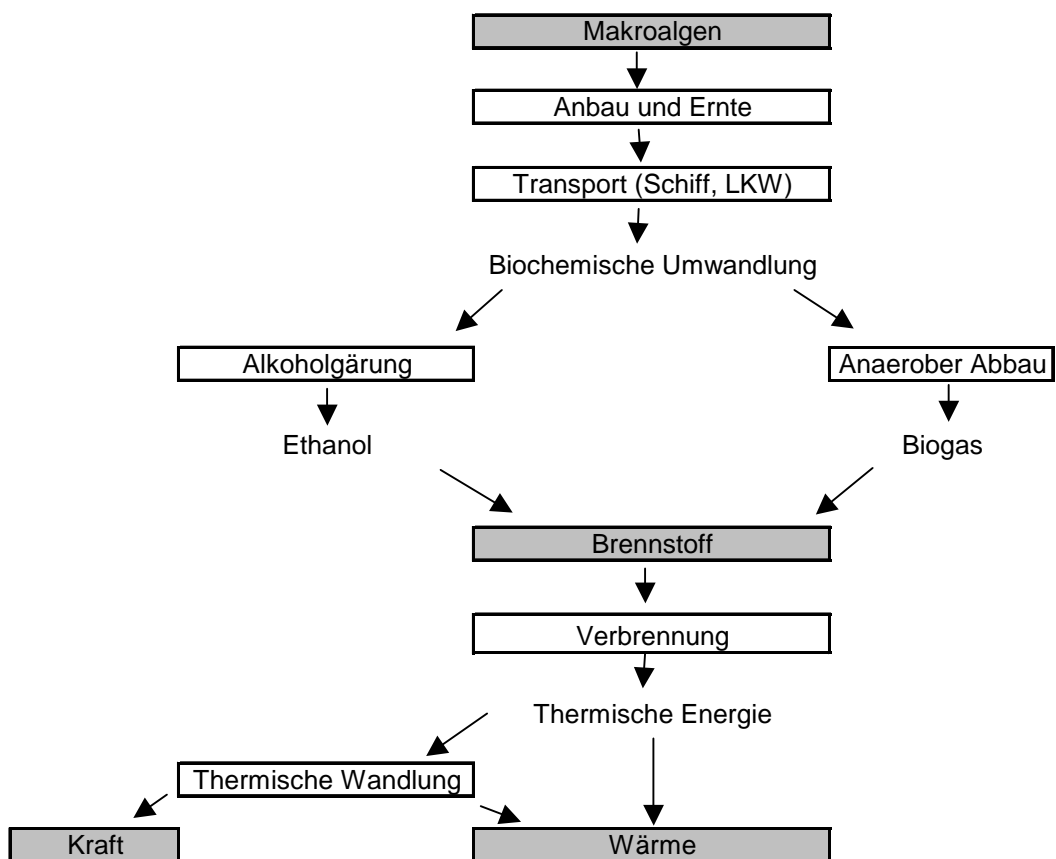 Makroalgen
Anbau und Ernte
Transport (Schiff, LKW)
Biochemische Umwandlung
Alkoholgärung
Anaerober Abbau
Ethanol
Biogas
Brennstoff
Verbrennung
Thermische Energie
Thermische Wandlung
Kraft
Wärme